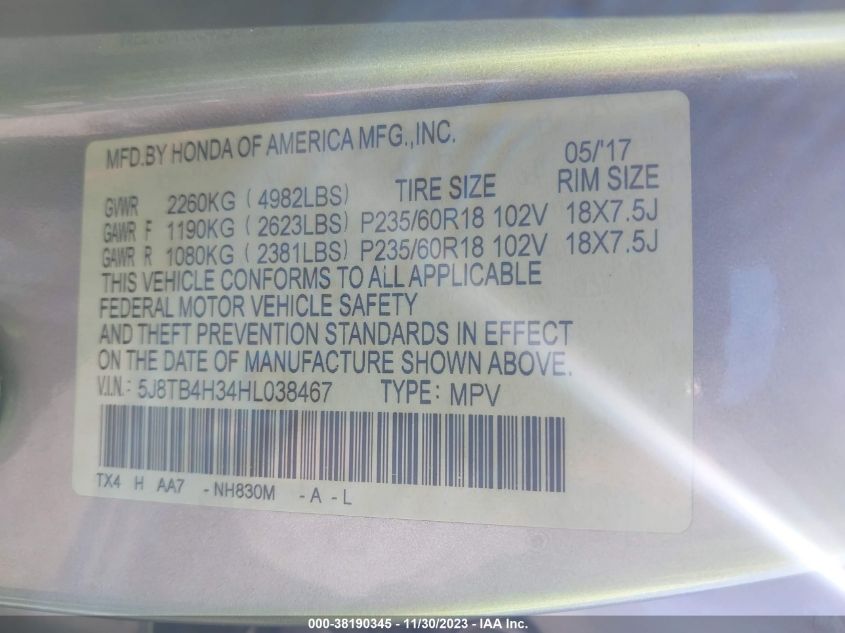 MFD.BY HONDA OF AMERICA MFG.,INC. 05/'17
GVWR 2260KG ( 4982LBS) TIRE SIZE RIM SIZE
GAWR F 1190KG ( 2623LBS) P235/60R18 102V 18X7.5J
GAWR R 1080KG ( 2381LBS) P235/60R18 102V 18X7.5J
THIS VEHICLE CONFORMS TO ALL APPLICABLE
FEDERAL MOTOR VEHICLE SAFETY
AND THEFT PREVENTION STANDARDS IN EFFECT
ON THE DATE OF MANUFACTURE SHOWN ABOVE.
V.I.N.: 5J8TB4H34HL038467 TYPE: MPV
TX4 H AA7 -NH830M -A -L
000-38190345 - 11/30/2023 - IAA Inc.